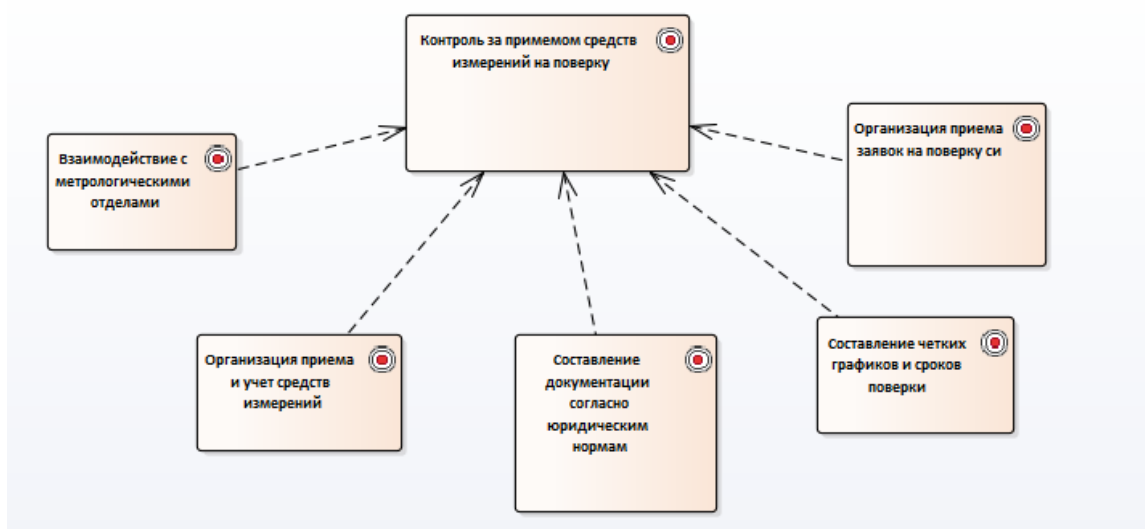 Контроль за примемом средств
измерений на поверку
Взаимодействие с
метрологическими
отделами
Организация приема
заявок на поверку си
Организация приема
и учет средств
измерений
Составление
документации
согласно
юридическим
нормам
Составление четких
графиков и сроков
поверки